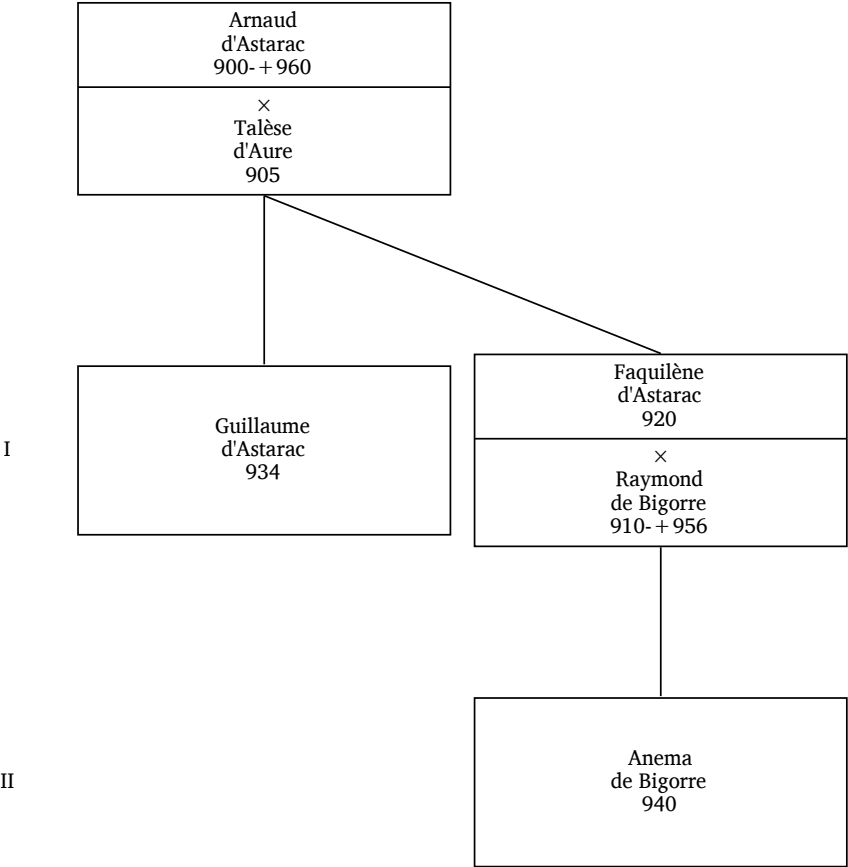 Arnaud
d'Astarac
900-+960
×
Talèse
d'Aure
905
I
Guillaume
d'Astarac
934
Faquilène
d'Astarac
920
×
Raymond
de Bigorre
910-+956
II
Anema
de Bigorre
940